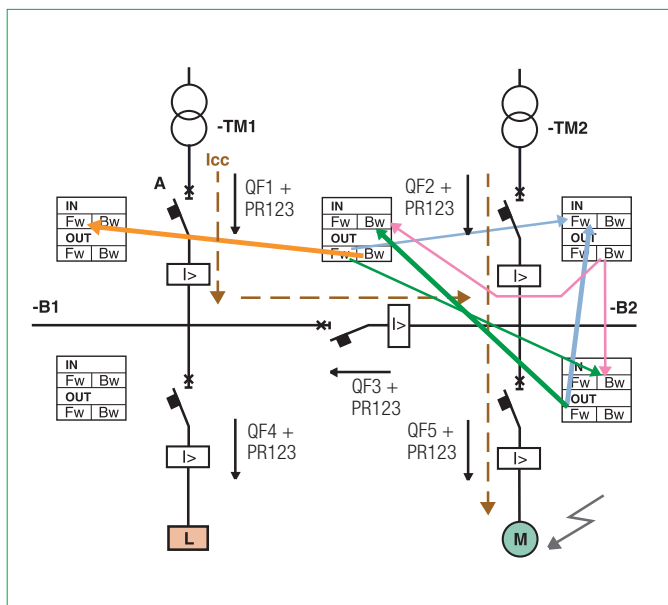 -TM1
-TM2
Icc
A
QF1 +
PR123
QF2 +
PR123
IN
Fw Bw
OUT
Fw Bw
IN
Fw Bw
OUT
Fw Bw
IN
Fw Bw
OUT
Fw Bw
I>
I>
-B1
-B2
I>
IN
Fw Bw
OUT
Fw Bw
IN
Fw Bw
OUT
Fw Bw
QF3 +
PR123
QF4 +
PR123
QF5 +
PR123
I>
I>
L
M